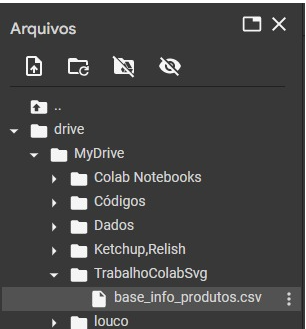 Arquivos
..
drive
MyDrive
Colab Notebooks
Códigos
Dados
Ketchup,Relish
TrabalhoColabSvg
base_info_produtos.csv
louco